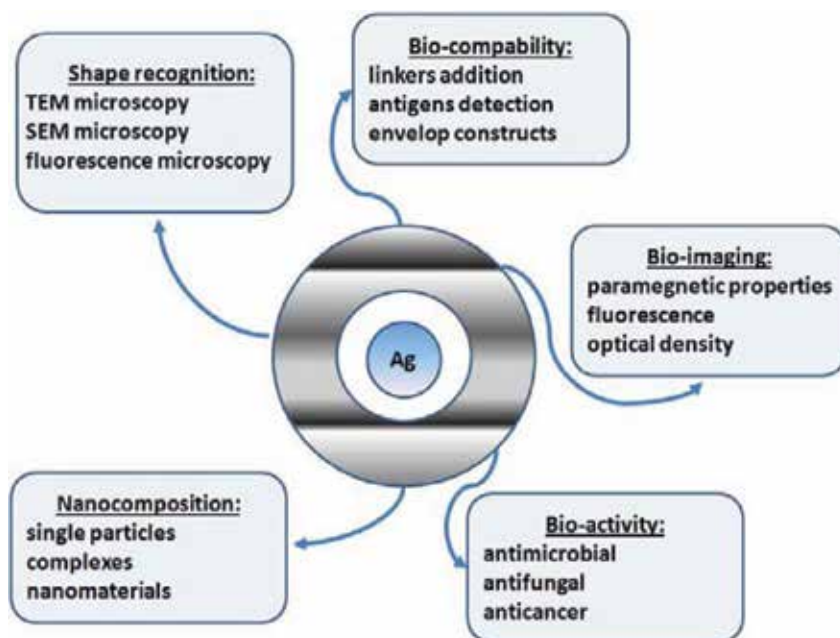 Shape recognition:
TEM microscopy
SEM microscopy
fluorescence microscopy
Bio-compability:
linkers addition
antigens detection
envelop constructs
Bio-imaging:
paramegnetic properties
fluorescence
optical density
Ag
Nanocomposition:
single particles
complexes
nanomaterials
Bio-activity:
antimicrobial
antifungal
anticancer